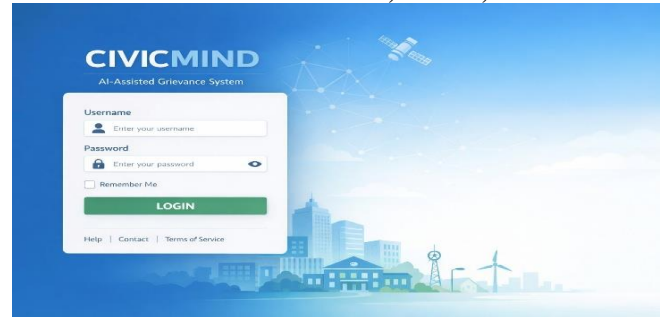 CIVICMIND
AI-Assisted Grievance System
Username
Enter your username
Password
Enter your password
Remember Me
LOGIN
Help | Contact | Terms of Service